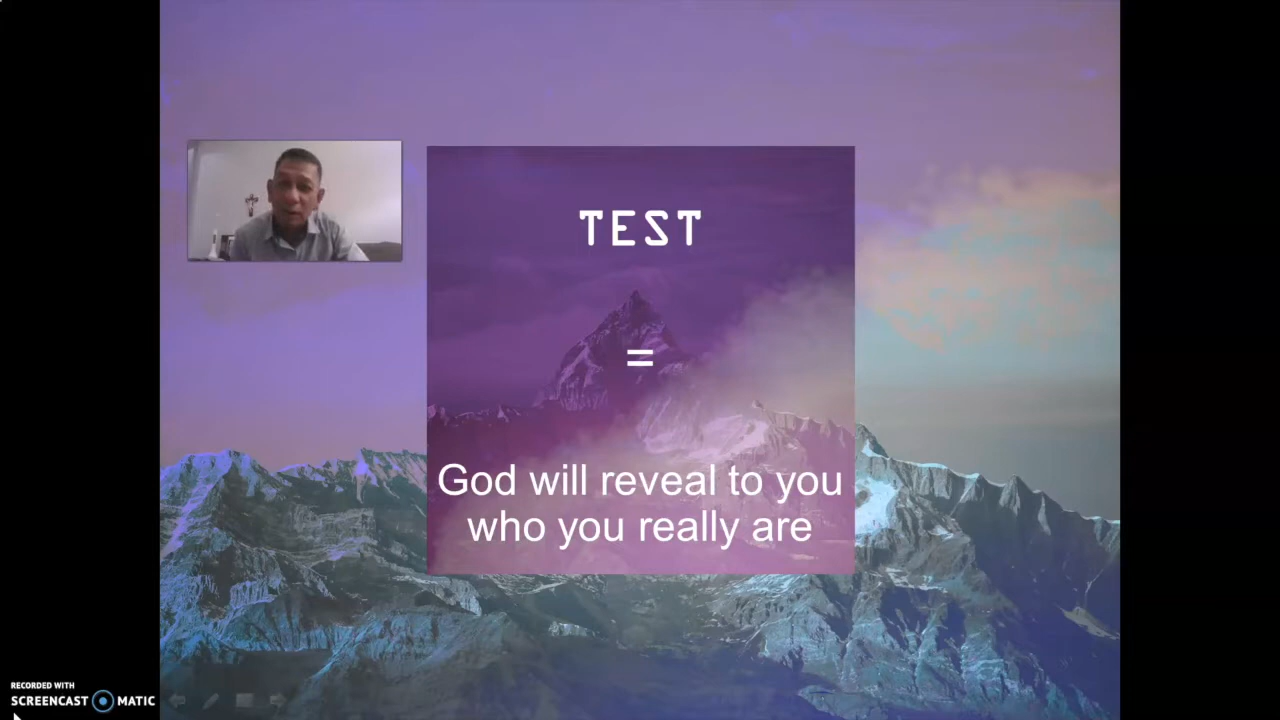 TEST
=
God will reveal to you
who you really are
RECORDED WITH
SCREENCAST MATIC